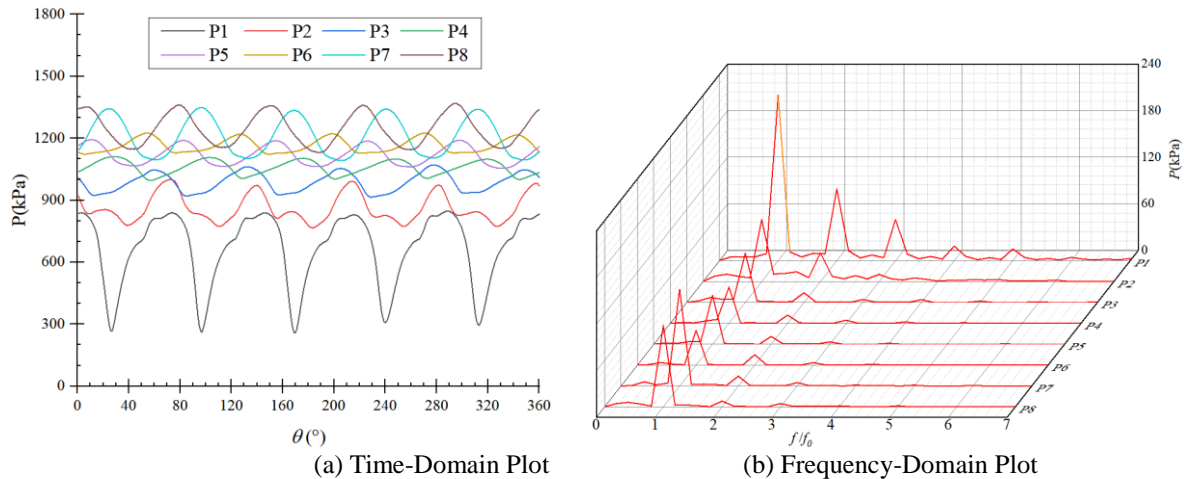 1800
1500
1200
900
600
300
0
P(kPa)
P1 P2 P3 P4
P5 P6 P7 P8
0 40 80 120 160 200 240 280 320 360
θ (°)
240
180
120
60
0
P(kPa)
P1
P2
P3
P4
P5
P6
P7
P8
0 1 2 3 4 5 6 7
f/f0
(a) Time-Domain Plot (b) Frequency-Domain Plot